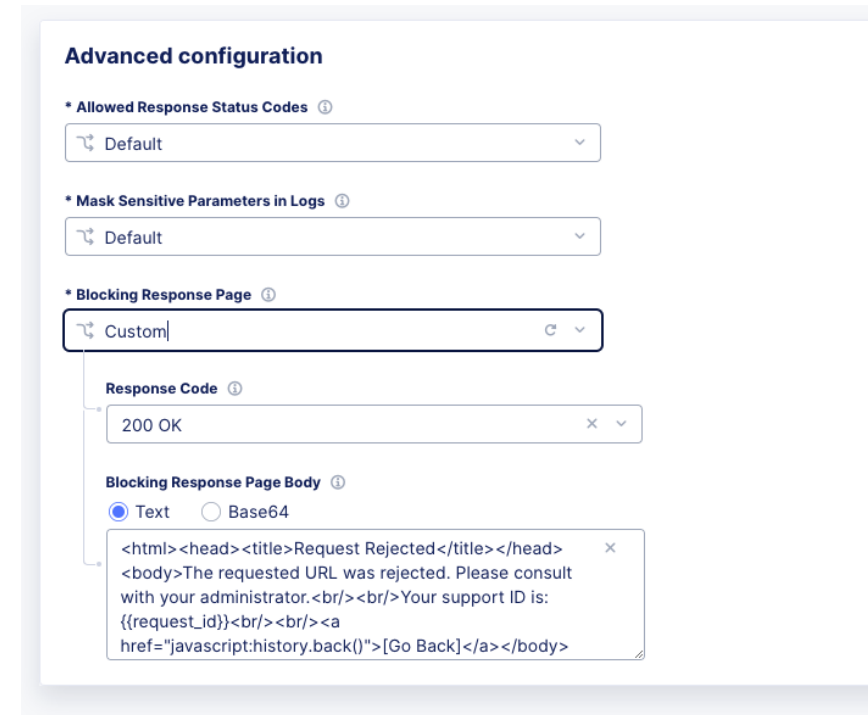 Advanced configuration
* Allowed Response Status Codes
Default
* Mask Sensitive Parameters in Logs
Default
* Blocking Response Page
Custom
Response Code
200 OK
Blocking Response Page Body
Text Base64
<html><head><title>Request Rejected</title></head>
<body>The requested URL was rejected. Please consult
with your administrator.<br/><br/>Your support ID is:
{{request_id}}<br/><br/><a
href="javascript:history.back()">[Go Back]</a></body>